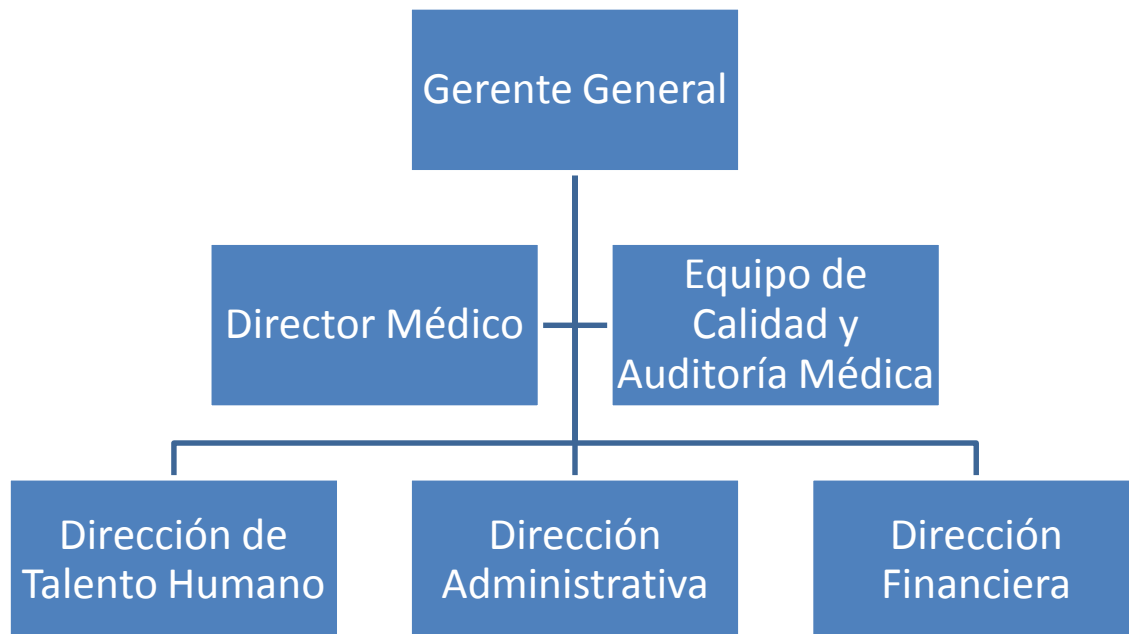 Gerente General
Director Médico
Equipo de
Calidad y
Auditoría Médica
Dirección de
Talento Humano
Dirección
Administrativa
Dirección
Financiera